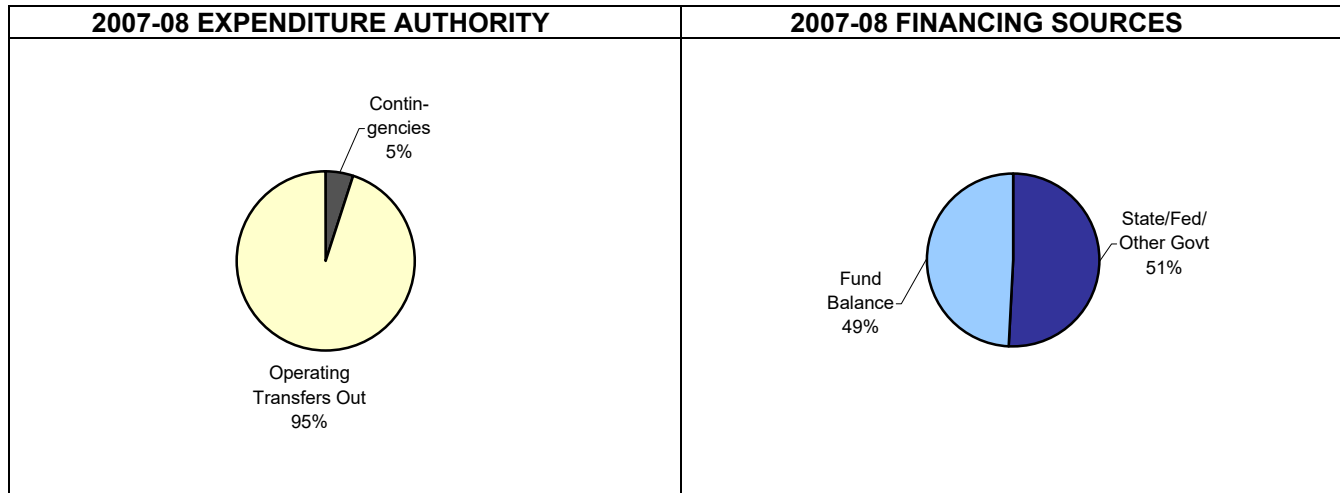 2007-08 EXPENDITURE AUTHORITY
Contin-
gencies
5%
Operating
Transfers Out
95%
2007-08 FINANCING SOURCES
State/Fed/
Other Govt
51%
Fund
Balance
49%